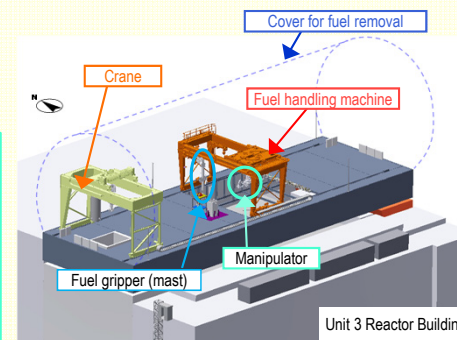 Cover for fuel removal
Crane
Fuel handling machine
N
Manipulator
Fuel gripper (mast)
Unit 3 Reactor Buildin